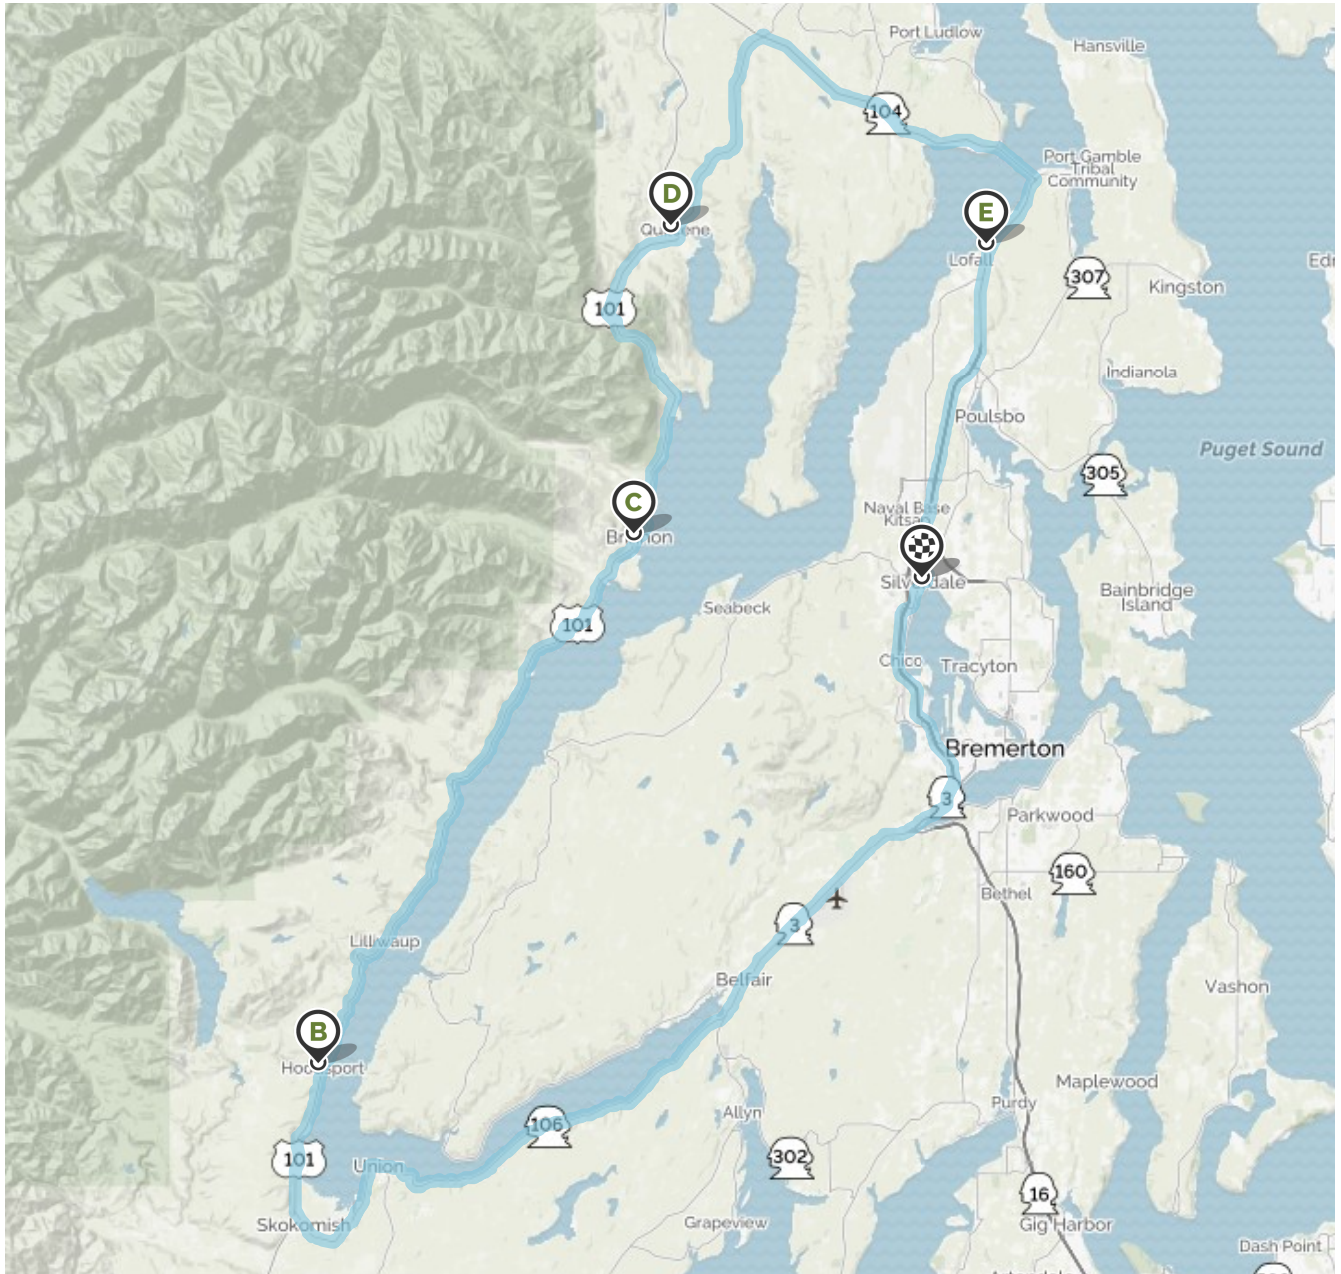 Port Ludlow
Hansville
104
Port Gamble
Tribal
Community
D
E
Lofall
307
Kingston
101
Indianola
Poulsbo
Puget Sound
305
C
Naval Base
Kitsap
101
Seabeck
Bainbridge
Island
Chico
Tracyton
Bremerton
3
Parkwood
160
Bethel
3
Lilliwaup
Belfair
Vashon
B
Maplewood
Allyn
Purdy
106
302
101
Union
16
Skokomish
Grapeview
Gig Harbor
Dash Point